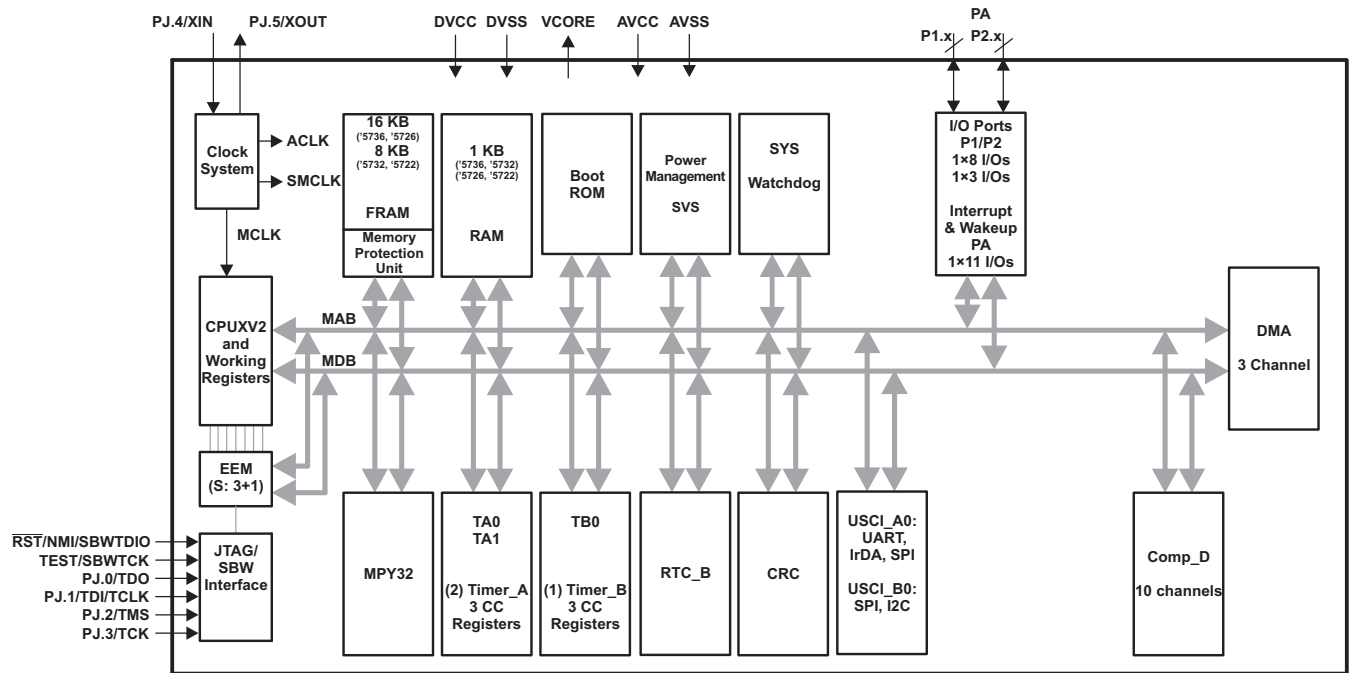 PJ.4/XIN
PJ.5/XOUT
DVCC
DVSS
VCORE
AVCC
AVSS
PA
P1.x
P2.x
Clock
System
ACLK
SMCLK
MCLK
16 KB
('5736, '5726)
8 KB
('5732, '5722)
FRAM
Memory
Protection
Unit
1 KB
('5736, '5732)
('5726, '5722)
RAM
Boot
ROM
Power
Management
SVS
SYS
Watchdog
I/O Ports
P1/P2
1×8 I/Os
1×3 I/Os
Interrupt
& Wakeup
PA
1×11 I/Os
CPUXV2
and
Working
Registers
MAB
MDB
DMA
3 Channel
EEM
(S: 3+1)
RST/NMI/SBWTDIO
TEST/SBWTCK
PJ.0/TDO
PJ.1/TDI/TCLK
PJ.2/TMS
PJ.3/TCK
JTAG/
SBW
Interface
MPY32
TA0
TA1
(2) Timer_A
3 CC
Registers
TB0
(1) Timer_B
3 CC
Registers
RTC_B
CRC
USCI_A0:
UART,
IrDA, SPI
USCI_B0:
SPI, I2C
Comp_D
10 channels